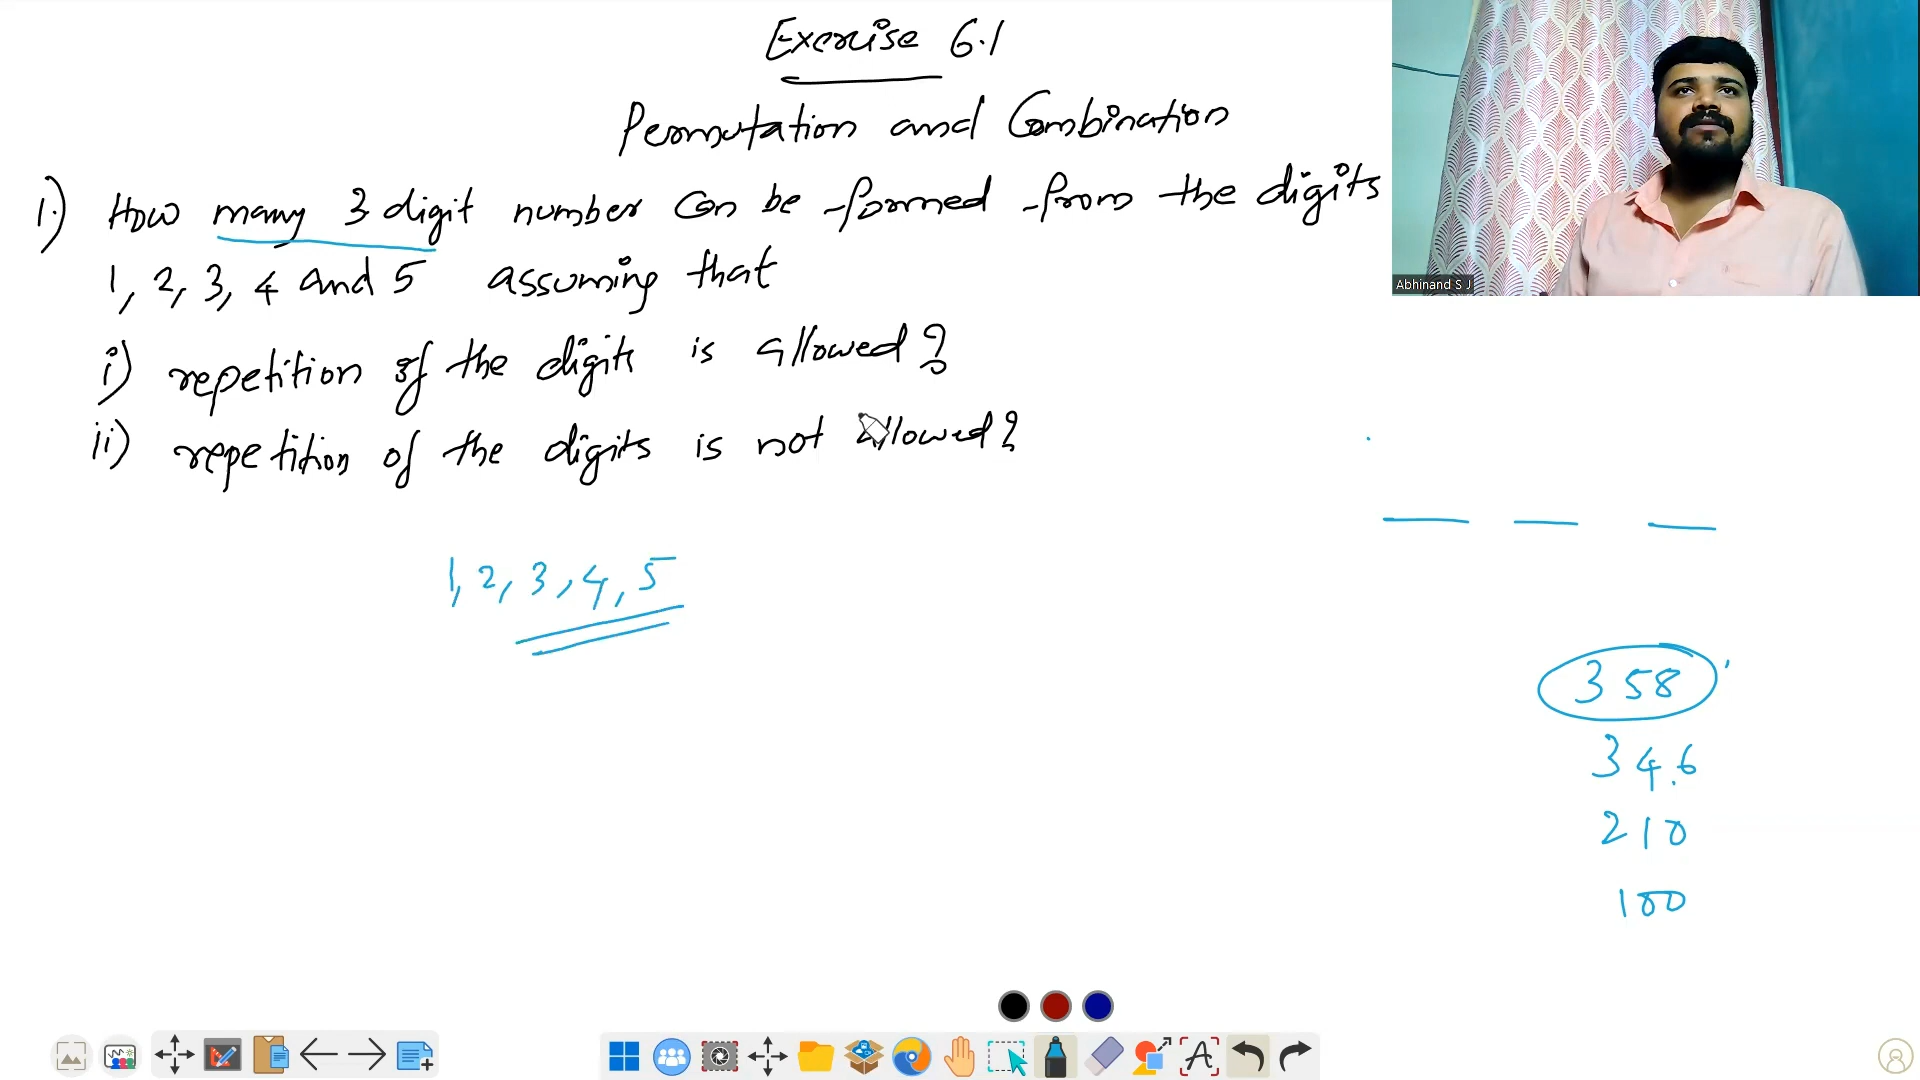 Exercise 6.1
Permutation and Combination
1.) How many 3 digit number can be formed from the digits
1, 2, 3, 4 and 5 assuming that
i) repetition of the digits is allowed?
ii) repetition of the digits is not allowed?
1, 2, 3, 4, 5
358
346
210
100
Abhinand S J